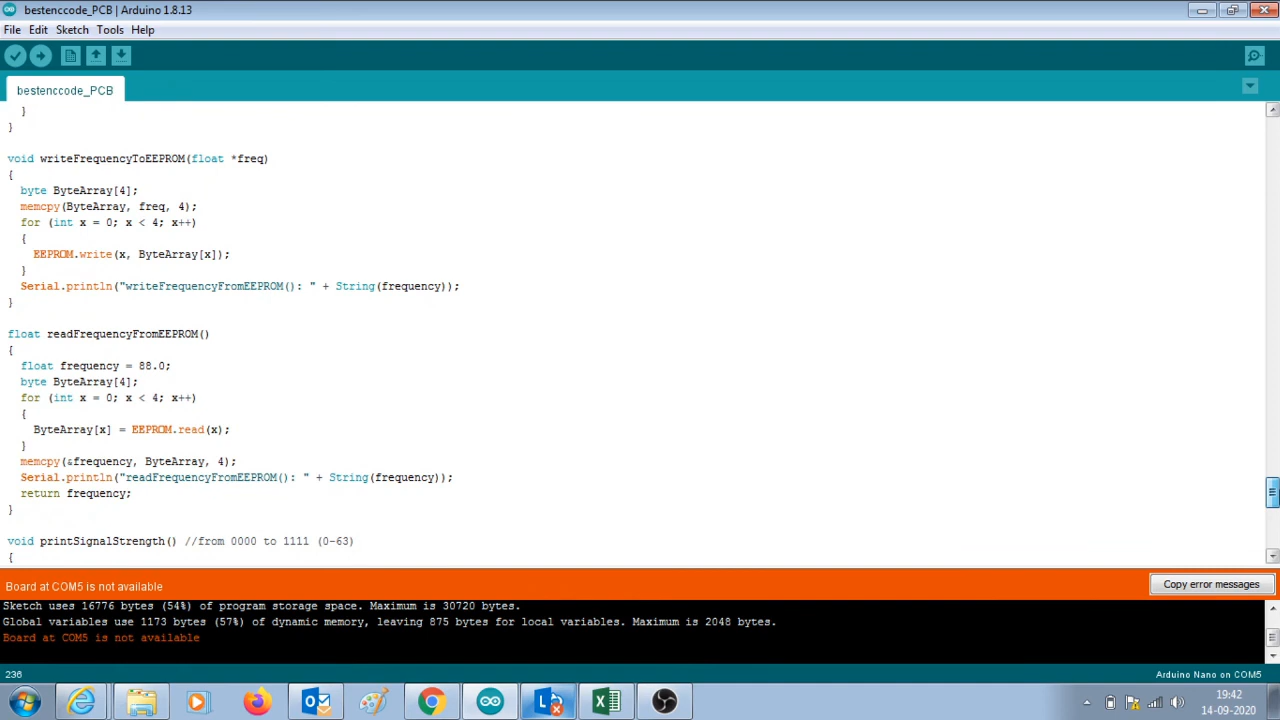 bestenccode_PCB | Arduino 1.8.13
File Edit Sketch Tools Help
bestenccode_PCB
}
}
void writeFrequencyToEEPROM(float *freq)
{
byte ByteArray[4];
memcpy(ByteArray, freq, 4);
for (int x = 0; x < 4; x++)
{
EEPROM.write(x, ByteArray[x]);
}
Serial.println("writeFrequencyFromEEPROM(): " + String(frequency));
}
float readFrequencyFromEEPROM()
{
float frequency = 88.0;
byte ByteArray[4];
for (int x = 0; x < 4; x++)
{
ByteArray[x] = EEPROM.read(x);
}
memcpy(&frequency, ByteArray, 4);
Serial.println("readFrequencyFromEEPROM(): " + String(frequency));
return frequency;
}
void printSignalStrength() //from 0000 to 1111 (0-63)
{
Board at COM5 is not available
Copy error messages
Sketch uses 16776 bytes (54%) of program storage space. Maximum is 30720 bytes.
Global variables use 1173 bytes (57%) of dynamic memory, leaving 875 bytes for local variables. Maximum is 2048 bytes.
Board at COM5 is not available
236
Arduino Nano on COM5
19:42
14-09-2020